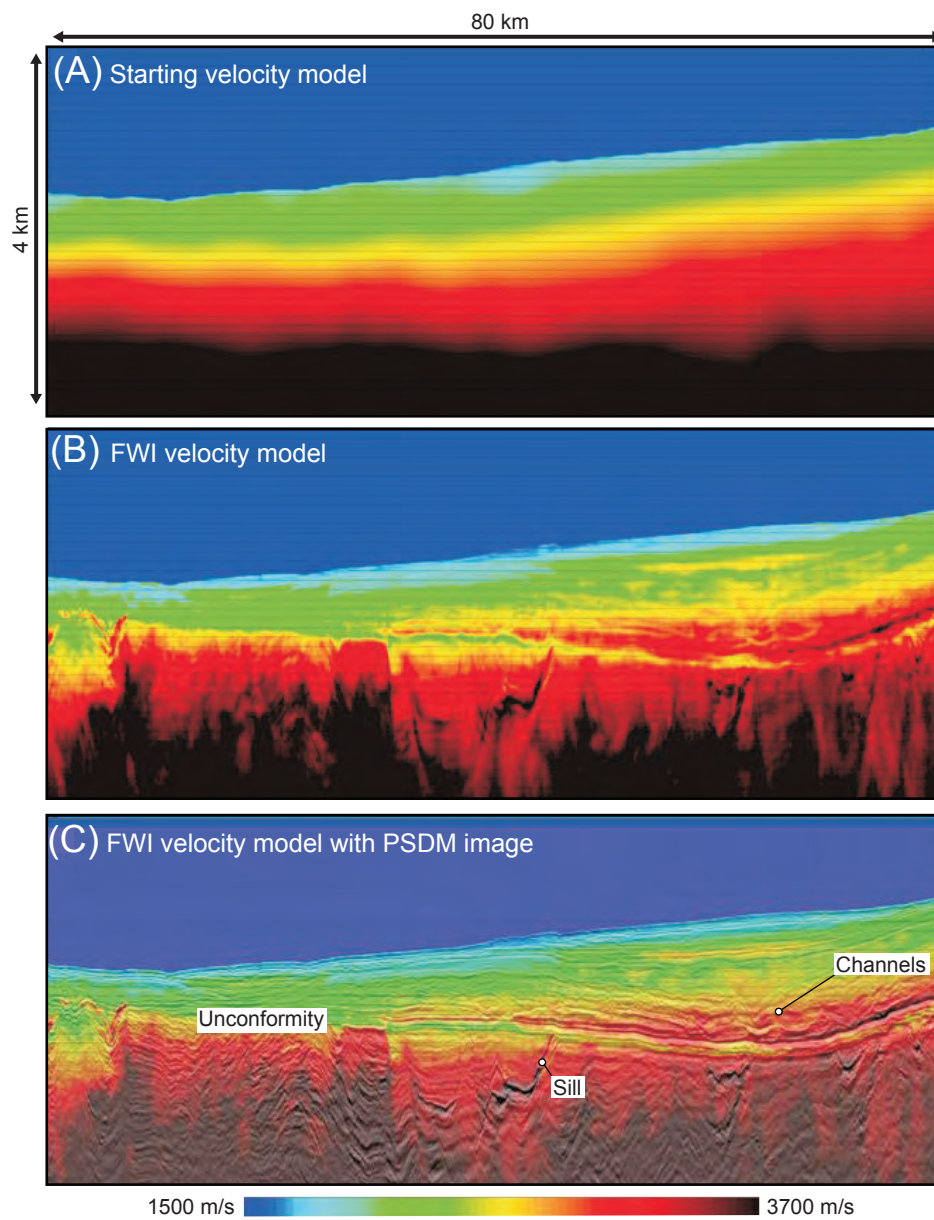 80 km
(A) Starting velocity model
4 km
(B) FWI velocity model
(C) FWI velocity model with PSDM image
Channels
Unconformity
Sill
1500 m/s 3700 m/s